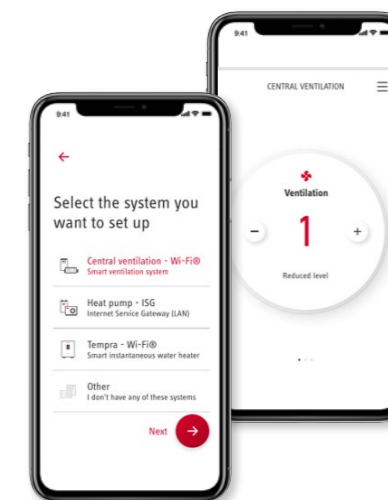 9:41
Select the system you
want to set up
Central ventilation - Wi-Fi®
Smart ventilation system
Heat pump - ISG
Internet Service Gateway (LAN)
Tempra - Wi-Fi®
Smart instantaneous water heater
Other
I don't have any of these systems
Next
9:41
CENTRAL VENTILATION
Ventilation
- 1 +
Reduced level